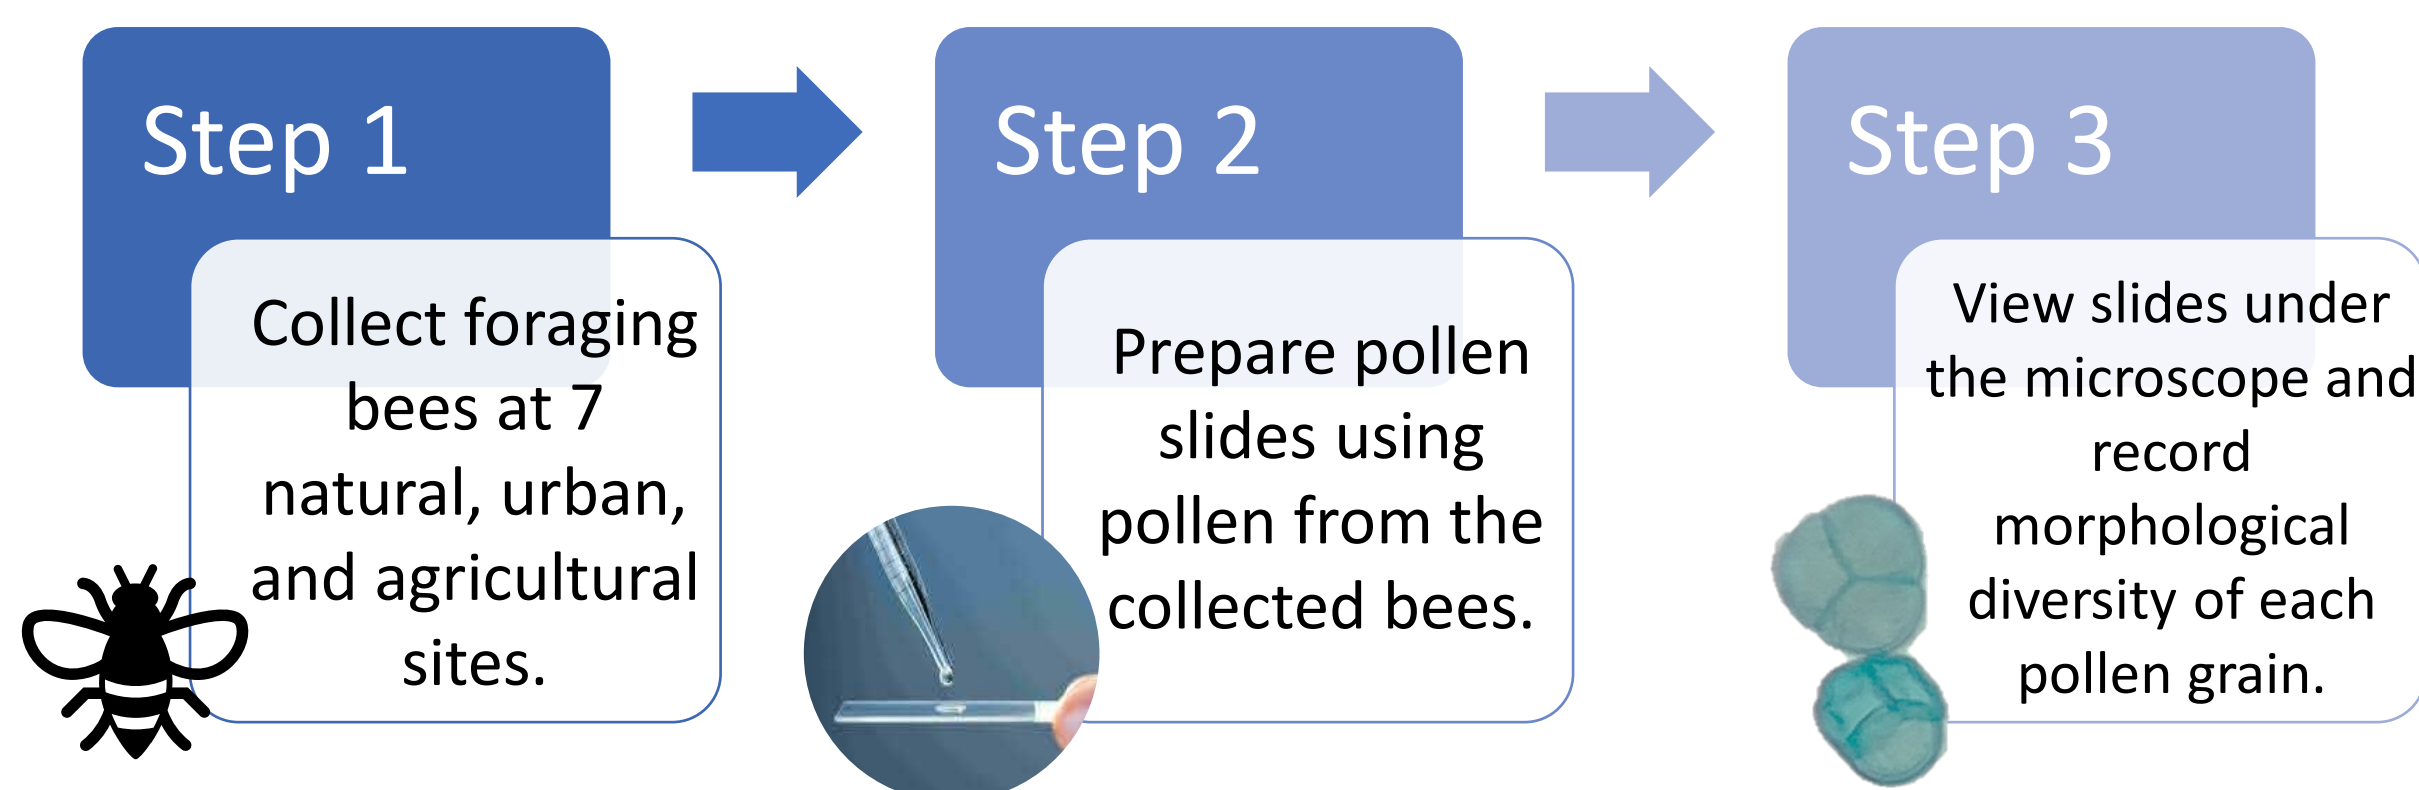 Step 1
Collect foraging
bees at 7
natural, urban,
and agricultural
sites.
Step 2
Prepare pollen
slides using
pollen from the
collected bees.
Step 3
View slides under
the microscope and
record
morphological
diversity of each
pollen grain.